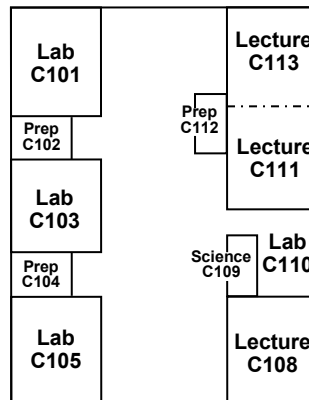 Lab
C101
Prep
C102
Lab
C103
Prep
C104
Lab
C105
Lecture
C113
Prep
C112
Lecture
C111
Science
C109
Lab
C110
Lecture
C108